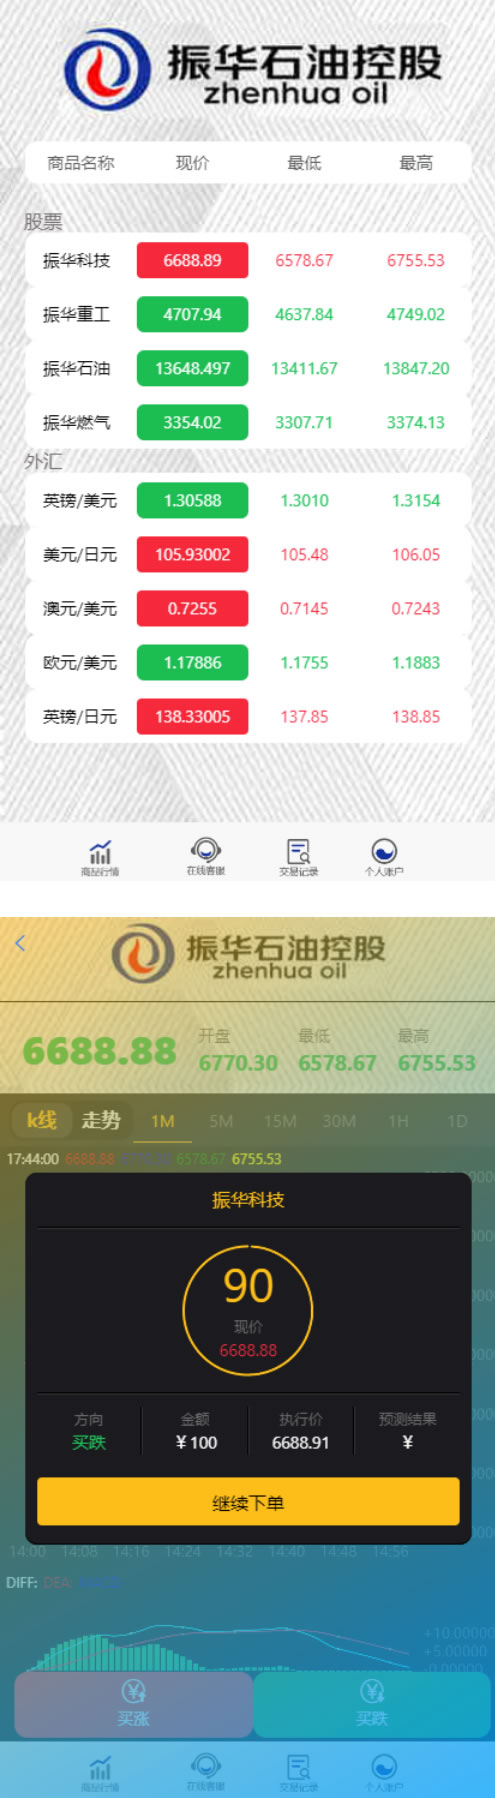 振华石油控股
zhenhua oil
商品名称 现价 最低 最高
股票
振华科技 6688.89 6578.67 6755.53
振华重工 4707.94 4637.84 4749.02
振华石油 13648.497 13411.67 13847.20
振华燃气 3354.02 3307.71 3374.13
外汇
英镑/美元 1.30588 1.3010 1.3154
美元/日元 105.93002 105.48 106.05
澳元/美元 0.7255 0.7145 0.7243
欧元/美元 1.17886 1.1755 1.1883
英镑/日元 138.33005 137.85 138.85
商品行情 在线客服 交易记录 个人账户
振华石油控股
zhenhua oil
开盘 最低 最高
6688.88 6770.30 6578.67 6755.53
k线 走势 1M 5M 15M 30M 1H 1D
17:44:00 6688.88 6578.67 6755.53
振华科技
90
现价
6688.88
方向 金额 执行价 预测结果
买跌 ¥100 6688.91 ¥
继续下单
14:00 14:08 14:16 14:24 14:32 14:40 14:48 14:56
DIFF: DEA:
+10.00000
+5.00000
-0.00000
买涨 买跌
商品行情 在线客服 交易记录 个人账户